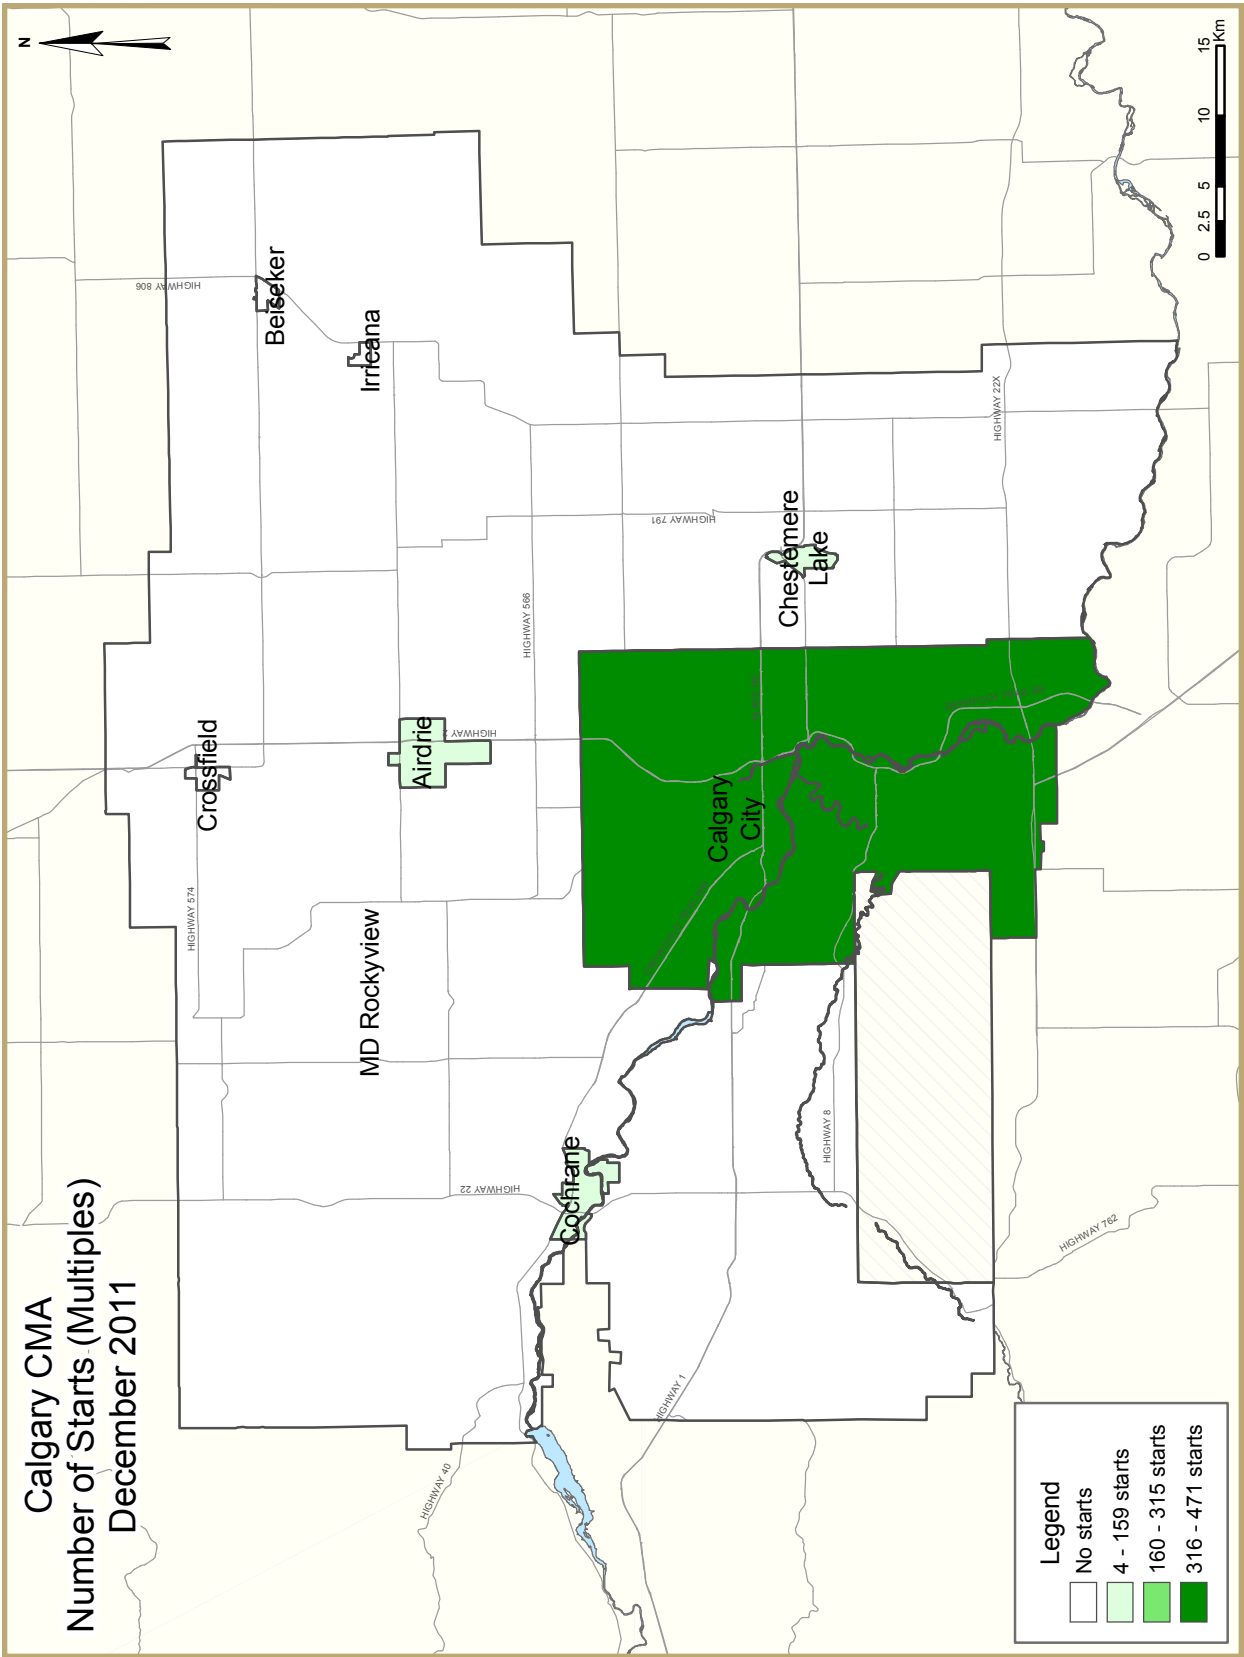 Calgary CMA
Number of Starts (Multiples)
December 2011
N
HIGHWAY 806
Beiseker
Irricana
Crossfield
HIGHWAY 574
Airdrie
HIGHWAY 2
HIGHWAY 566
MD Rockyview
HIGHWAY 791
HIGHWAY 22X
Chestemere
Lake
Calgary
City
Cochrane
HIGHWAY 22
HIGHWAY 8
HIGHWAY 762
HIGHWAY 1
HIGHWAY 40
Legend
No starts
4 - 159 starts
160 - 315 starts
316 - 471 starts
0 2.5 5 10 15
Km